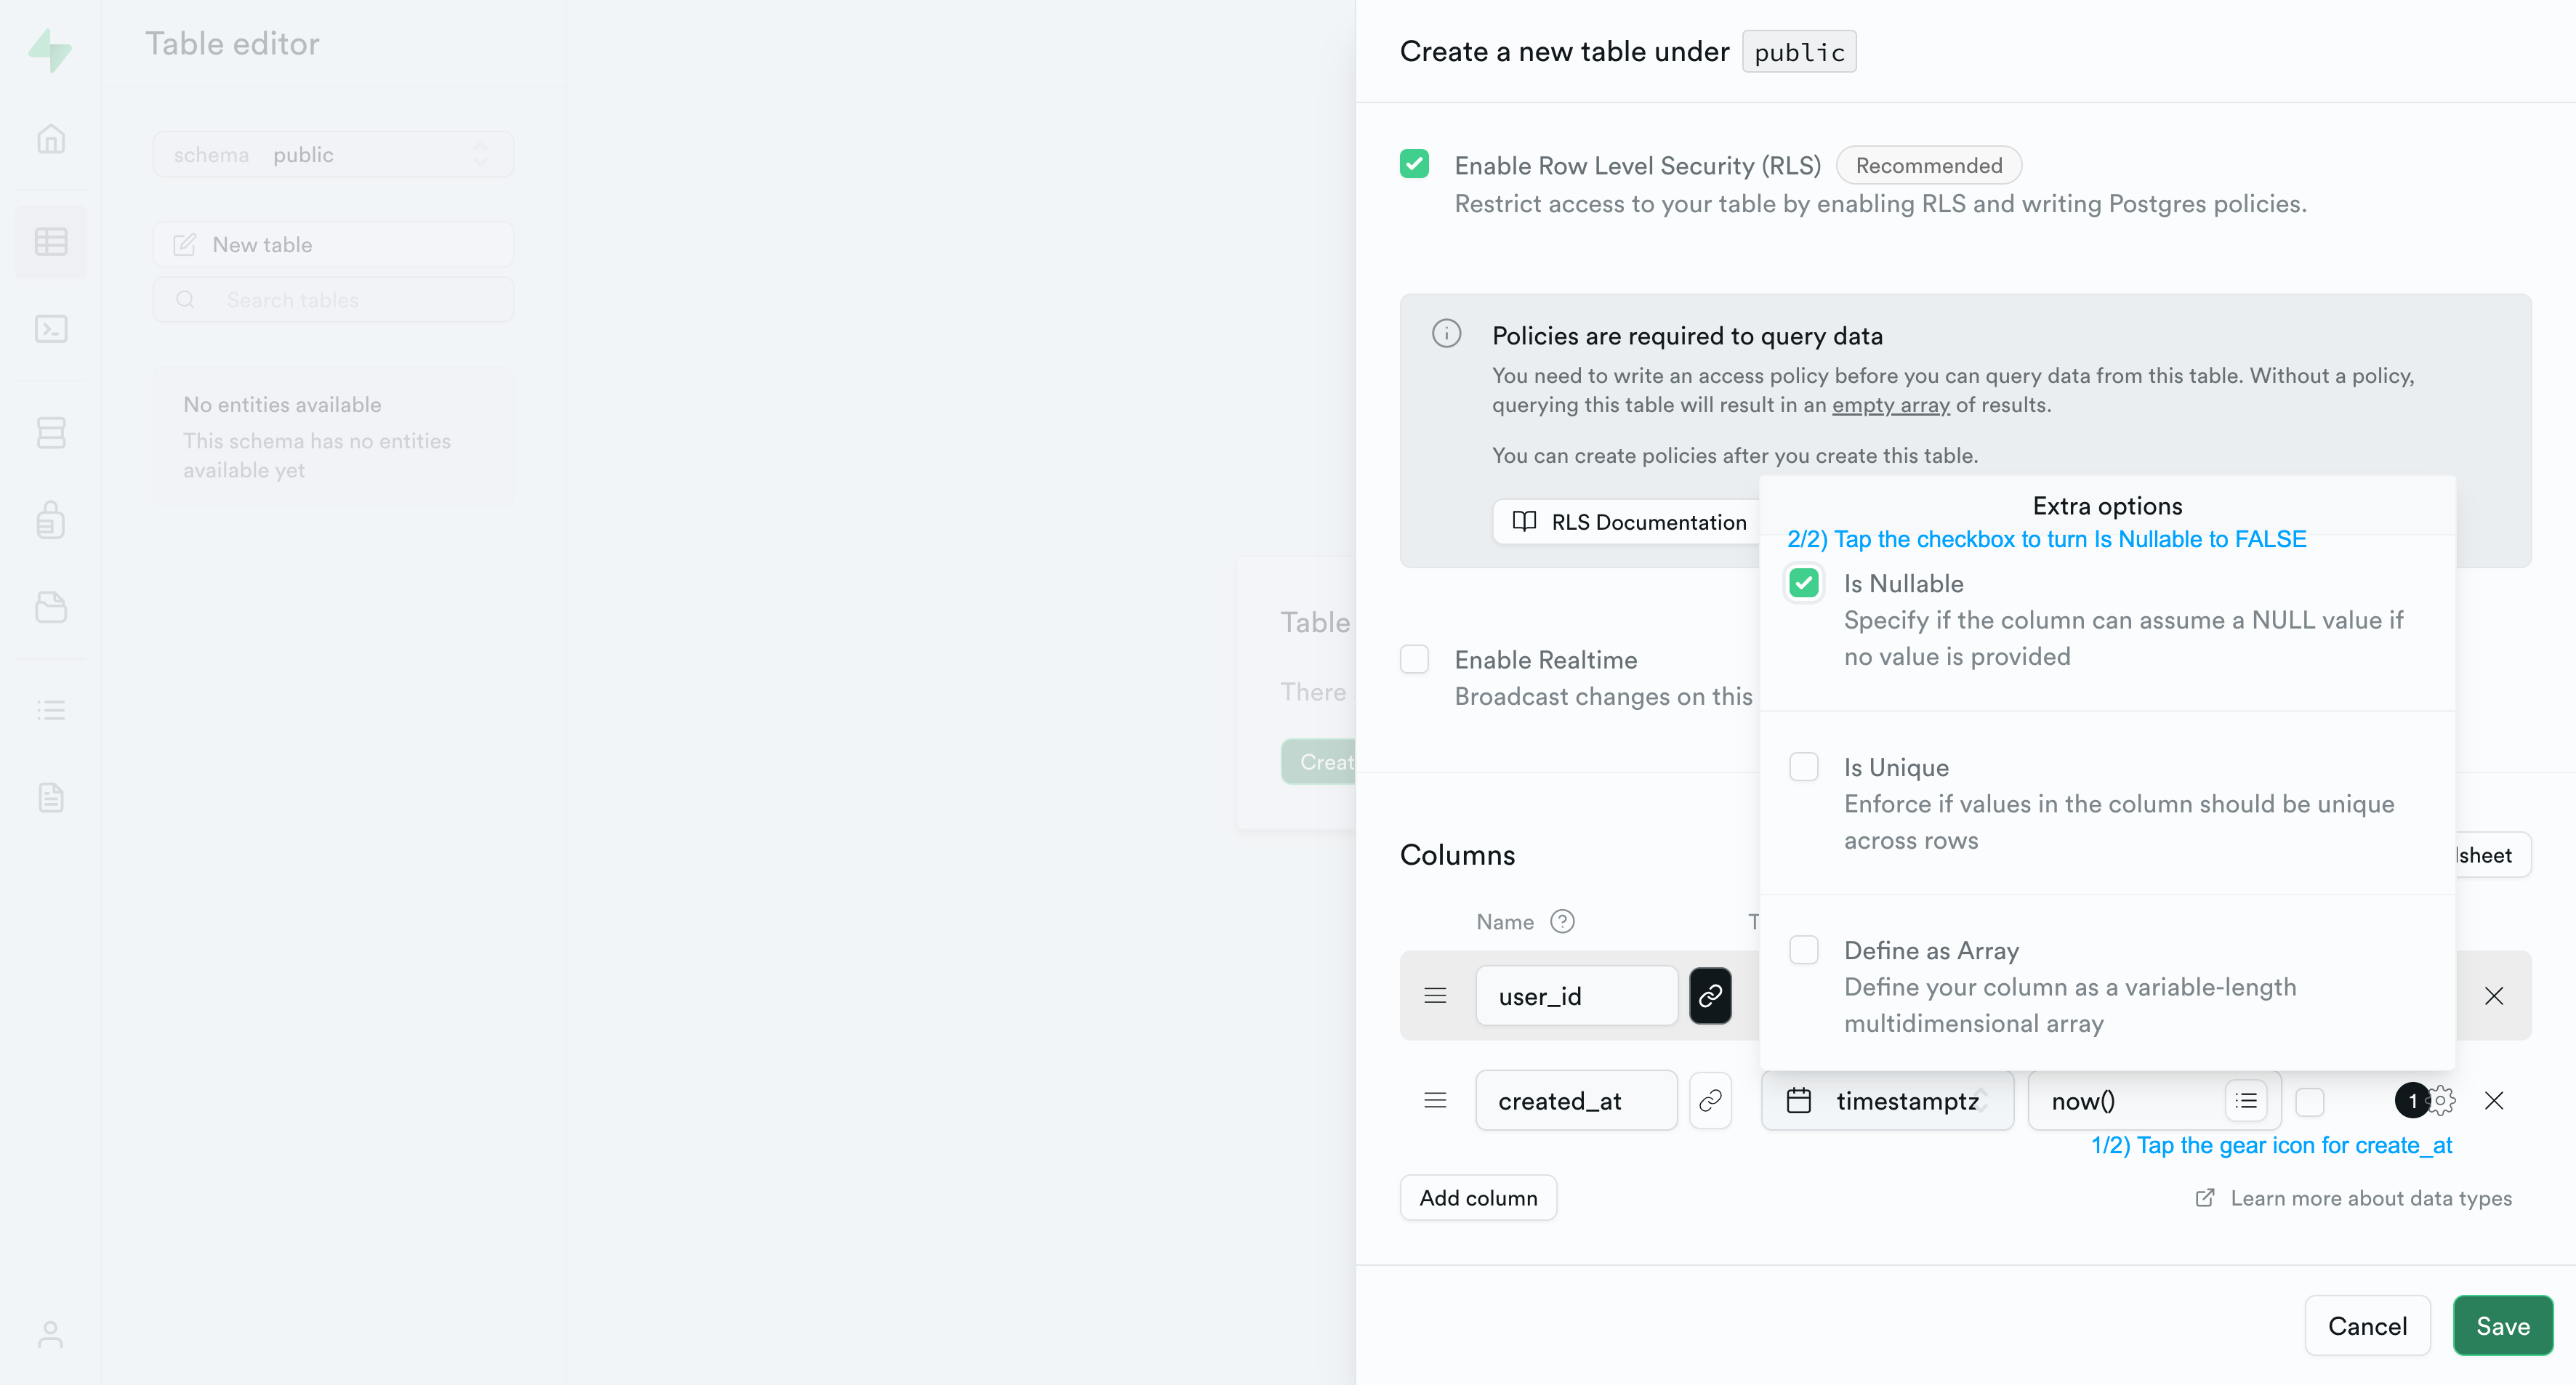 Table editor
schema public
New table
Search tables
No entities available
This schema has no entities
available yet
Table
There
Creat
Create a new table under public
Enable Row Level Security (RLS) Recommended
Restrict access to your table by enabling RLS and writing Postgres policies.
Policies are required to query data
You need to write an access policy before you can query data from this table. Without a policy,
querying this table will result in an empty array of results.
You can create policies after you create this table.
RLS Documentation
Extra options
2/2) Tap the checkbox to turn Is Nullable to FALSE
Is Nullable
Specify if the column can assume a NULL value if
no value is provided
Enable Realtime
Broadcast changes on this
Is Unique
Enforce if values in the column should be unique
across rows
Columns
sheet
Name
T
Define as Array
Define your column as a variable-length
multidimensional array
user_id
created_at timestamptz now() 1
1/2) Tap the gear icon for create_at
Add column
Learn more about data types
Cancel Save